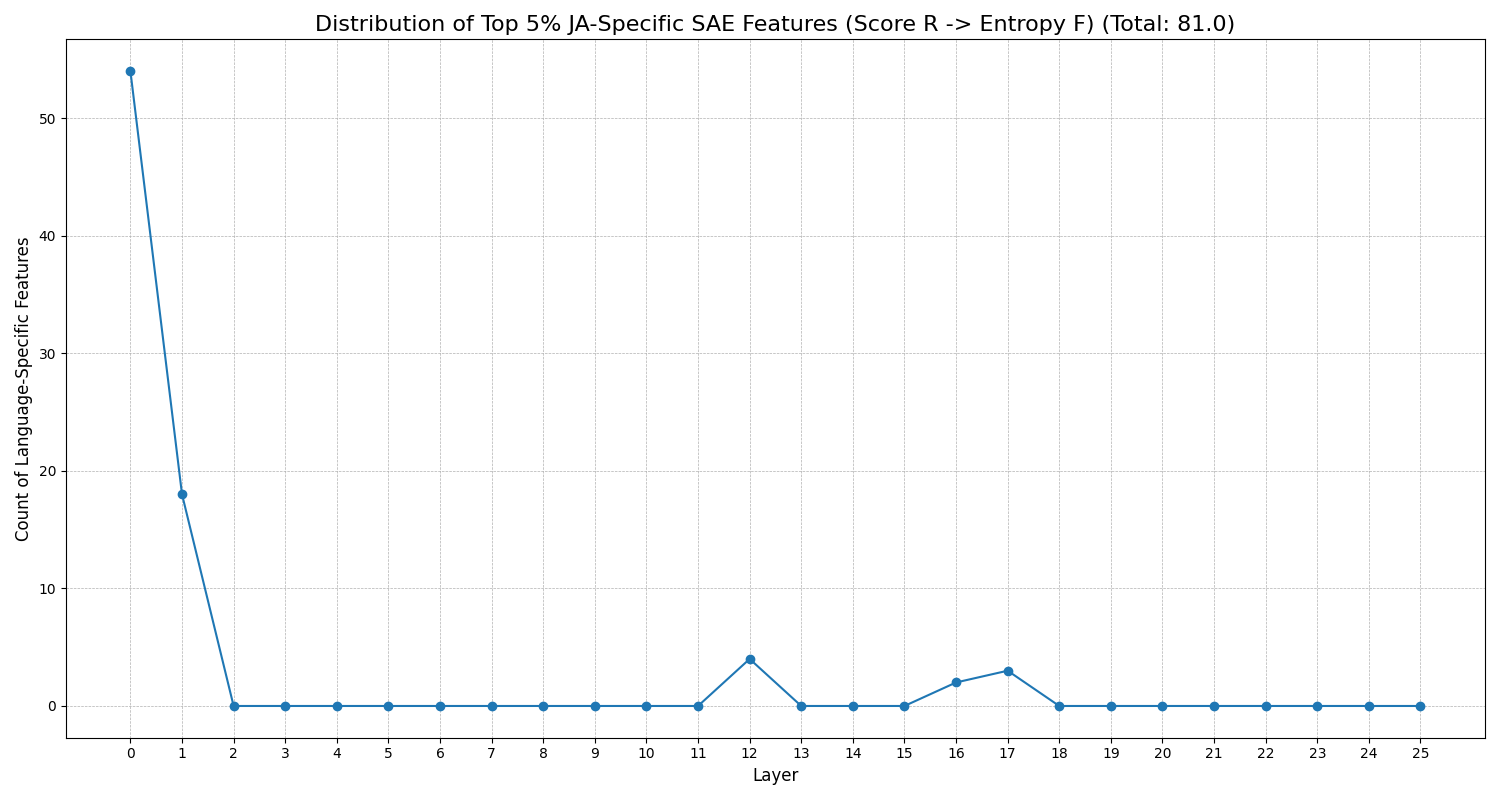 Distribution of Top 5% JA-Specific SAE Features (Score R -> Entropy F) (Total: 81.0)
Count of Language-Specific Features
50
40
30
20
10
0
0 1 2 3 4 5 6 7 8 9 10 11 12 13 14 15 16 17 18 19 20 21 22 23 24 25
Layer